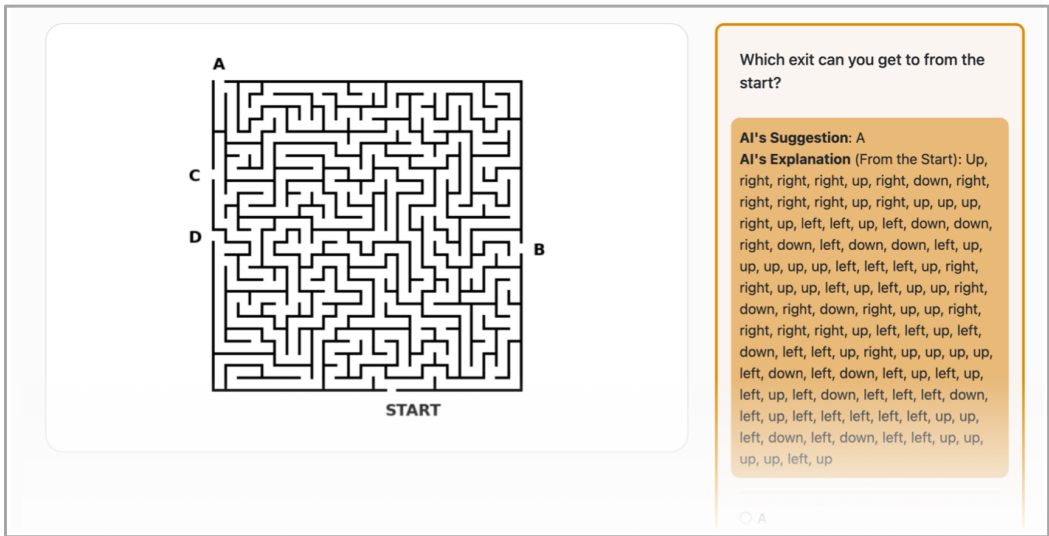 A
C
D
B
START
Which exit can you get to from the
start?
AI's Suggestion: A
AI's Explanation (From the Start): Up,
right, right, right, up, right, down, right,
right, right, right, up, right, up, up, up,
right, up, left, left, up, left, down, down,
right, down, left, down, down, left, up,
up, up, up, up, left, left, left, up, right,
right, up, up, left, up, left, up, up, right,
down, right, down, right, up, up, right,
right, right, right, up, left, left, up, left,
down, left, left, up, right, up, up, up, up,
left, down, left, down, left, up, left, up,
left, up, left, down, left, left, left, down,
left, up, left, left, left, left, left, up, up,
left, down, left, down, left, left, up, up,
up, up, left, up
A